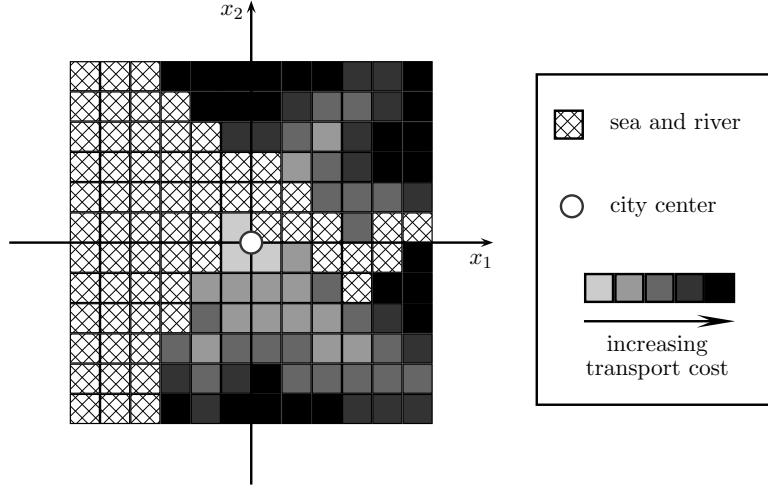 x₂
x₁
sea and river
city center
increasing
transport cost